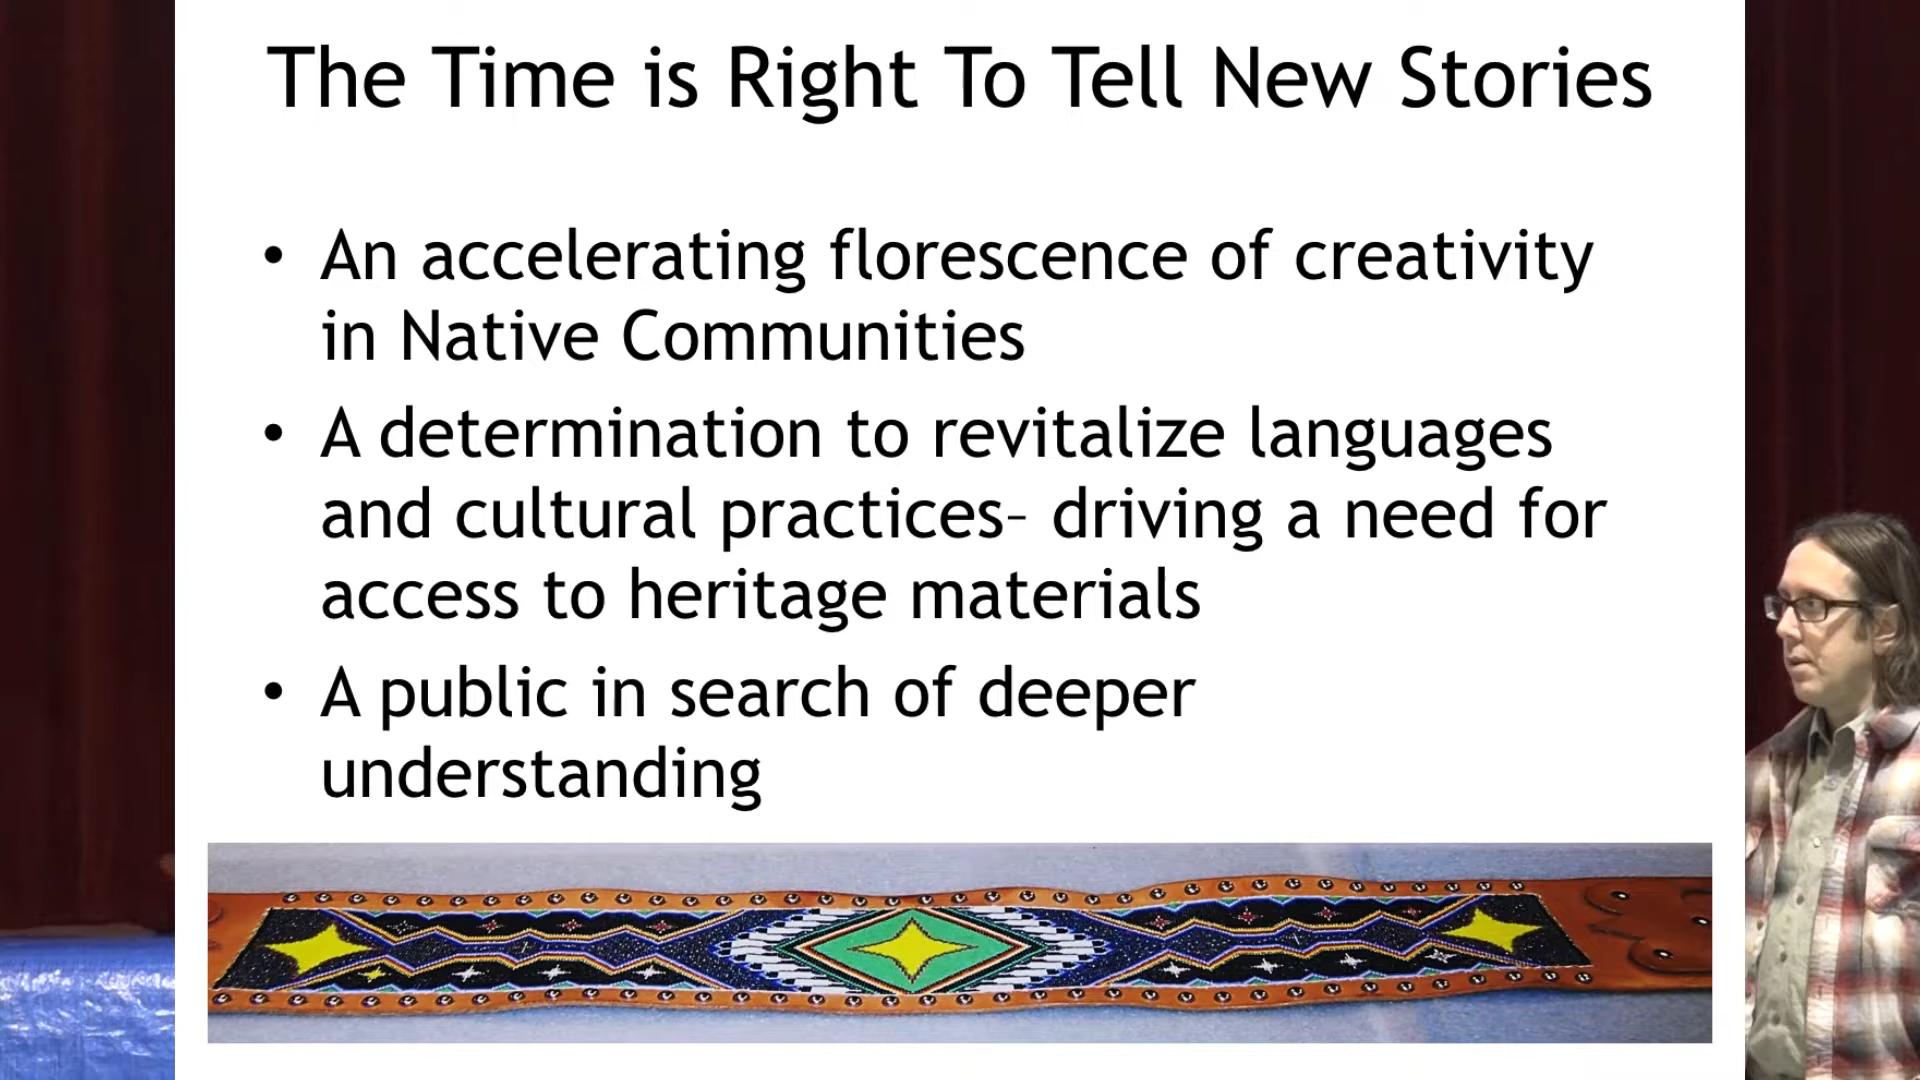 The Time is Right To Tell New Stories
• An accelerating florescence of creativity
in Native Communities
• A determination to revitalize languages
and cultural practices– driving a need for
access to heritage materials
• A public in search of deeper
understanding